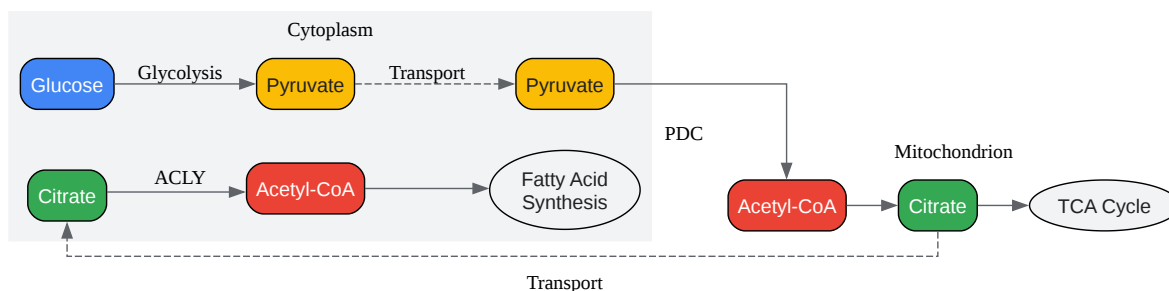 Cytoplasm
Glucose
Glycolysis
Pyruvate
Transport
Pyruvate
PDC
Mitochondrion
Citrate
ACLY
Acetyl-CoA
Fatty Acid
Synthesis
Acetyl-CoA
Citrate
TCA Cycle
Transport